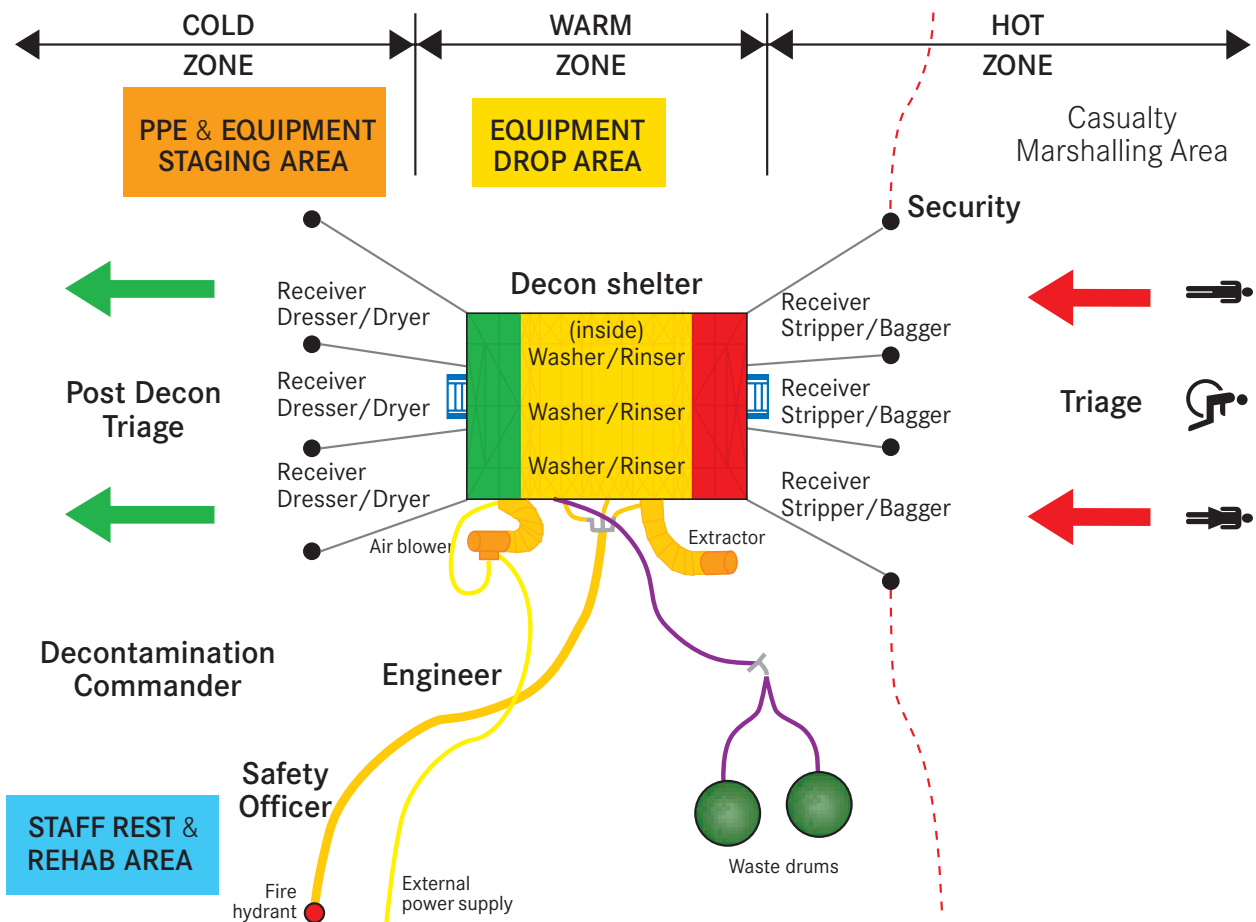 COLD
ZONE
WARM
ZONE
HOT
ZONE
PPE & EQUIPMENT
STAGING AREA
EQUIPMENT
DROP AREA
Casualty
Marshalling Area
Security
Decon shelter
Receiver
Dresser/Dryer
(inside)
Washer/Rinser
Receiver
Stripper/Bagger
Post Decon
Triage
Receiver
Dresser/Dryer
Washer/Rinser
Receiver
Stripper/Bagger
Triage
Receiver
Dresser/Dryer
Washer/Rinser
Receiver
Stripper/Bagger
Air blower
Extractor
Decontamination
Commander
Engineer
Safety
Officer
STAFF REST &
REHAB AREA
Fire
hydrant
External
power supply
Waste drums